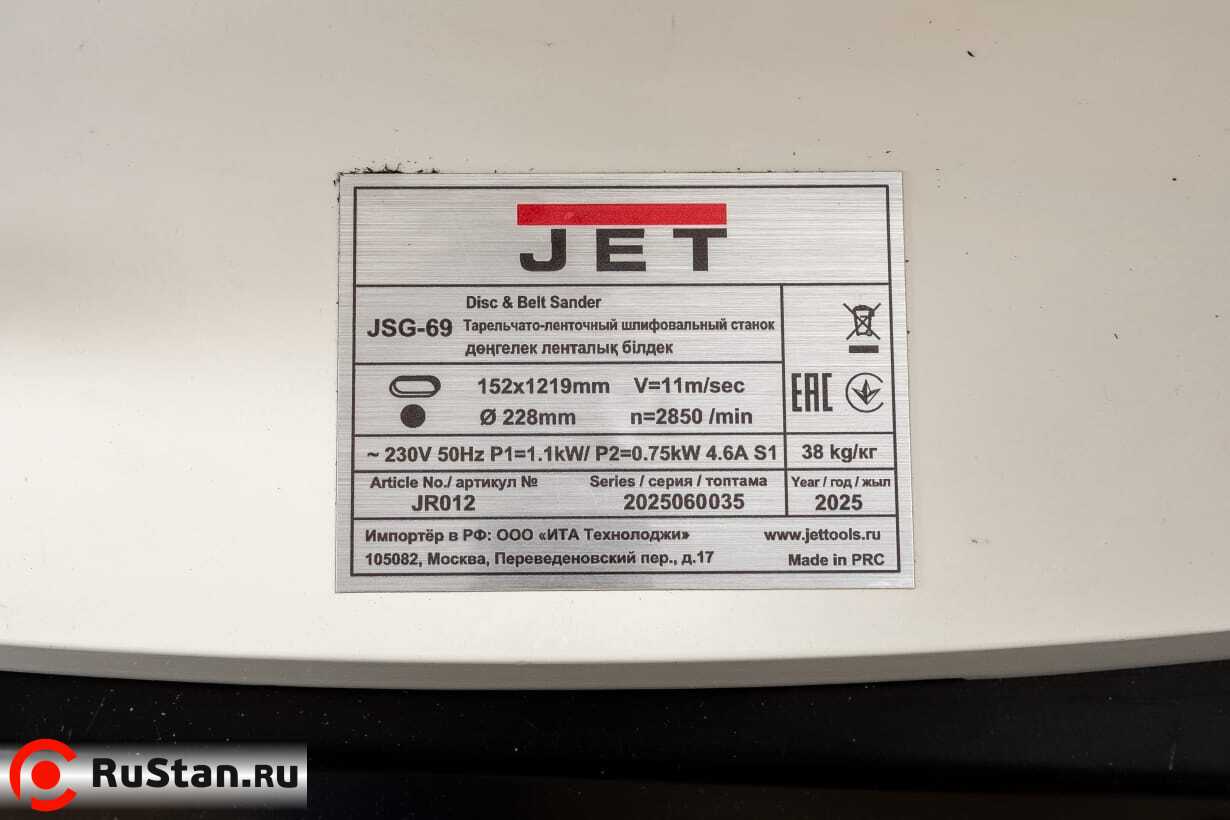 JET
Disc & Belt Sander
JSG-69 Тарельчато-ленточный шлифовальный станок
дөңгелек ленталық білдек
152x1219mm V=11m/sec
Ø 228mm n=2850 /min
EAC
~ 230V 50Hz P1=1.1kW/ P2=0.75kW 4.6A S1 38 kg/кг
Article No./ артикул № Series / серия / топтама Year / год / жыл
JR012 2025060035 2025
Импортёр в РФ: ООО «ИТА Технолоджи» www.jettools.ru
105082, Москва, Переведеновский пер., д.17 Made in PRC
RuStan.ru